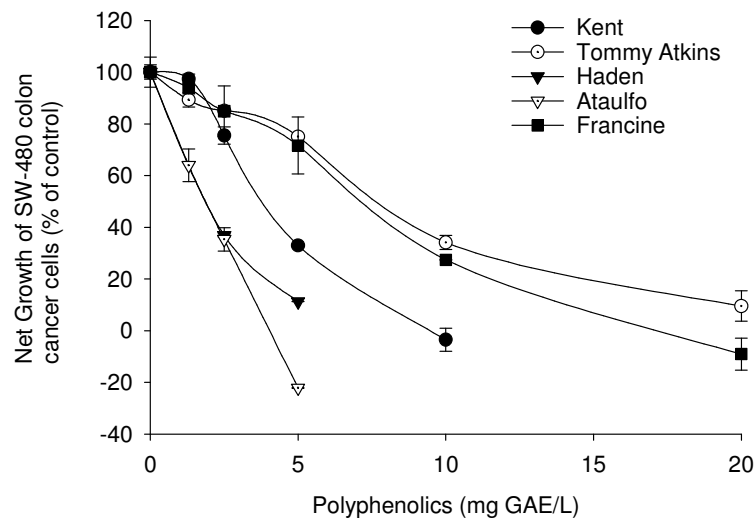 120
100
80
60
40
20
0
-20
-40
Net Growth of SW-480 colon
cancer cells (% of control)
Kent
Tommy Atkins
Haden
Ataulfo
Francine
0 5 10 15 20
Polyphenolics (mg GAE/L)